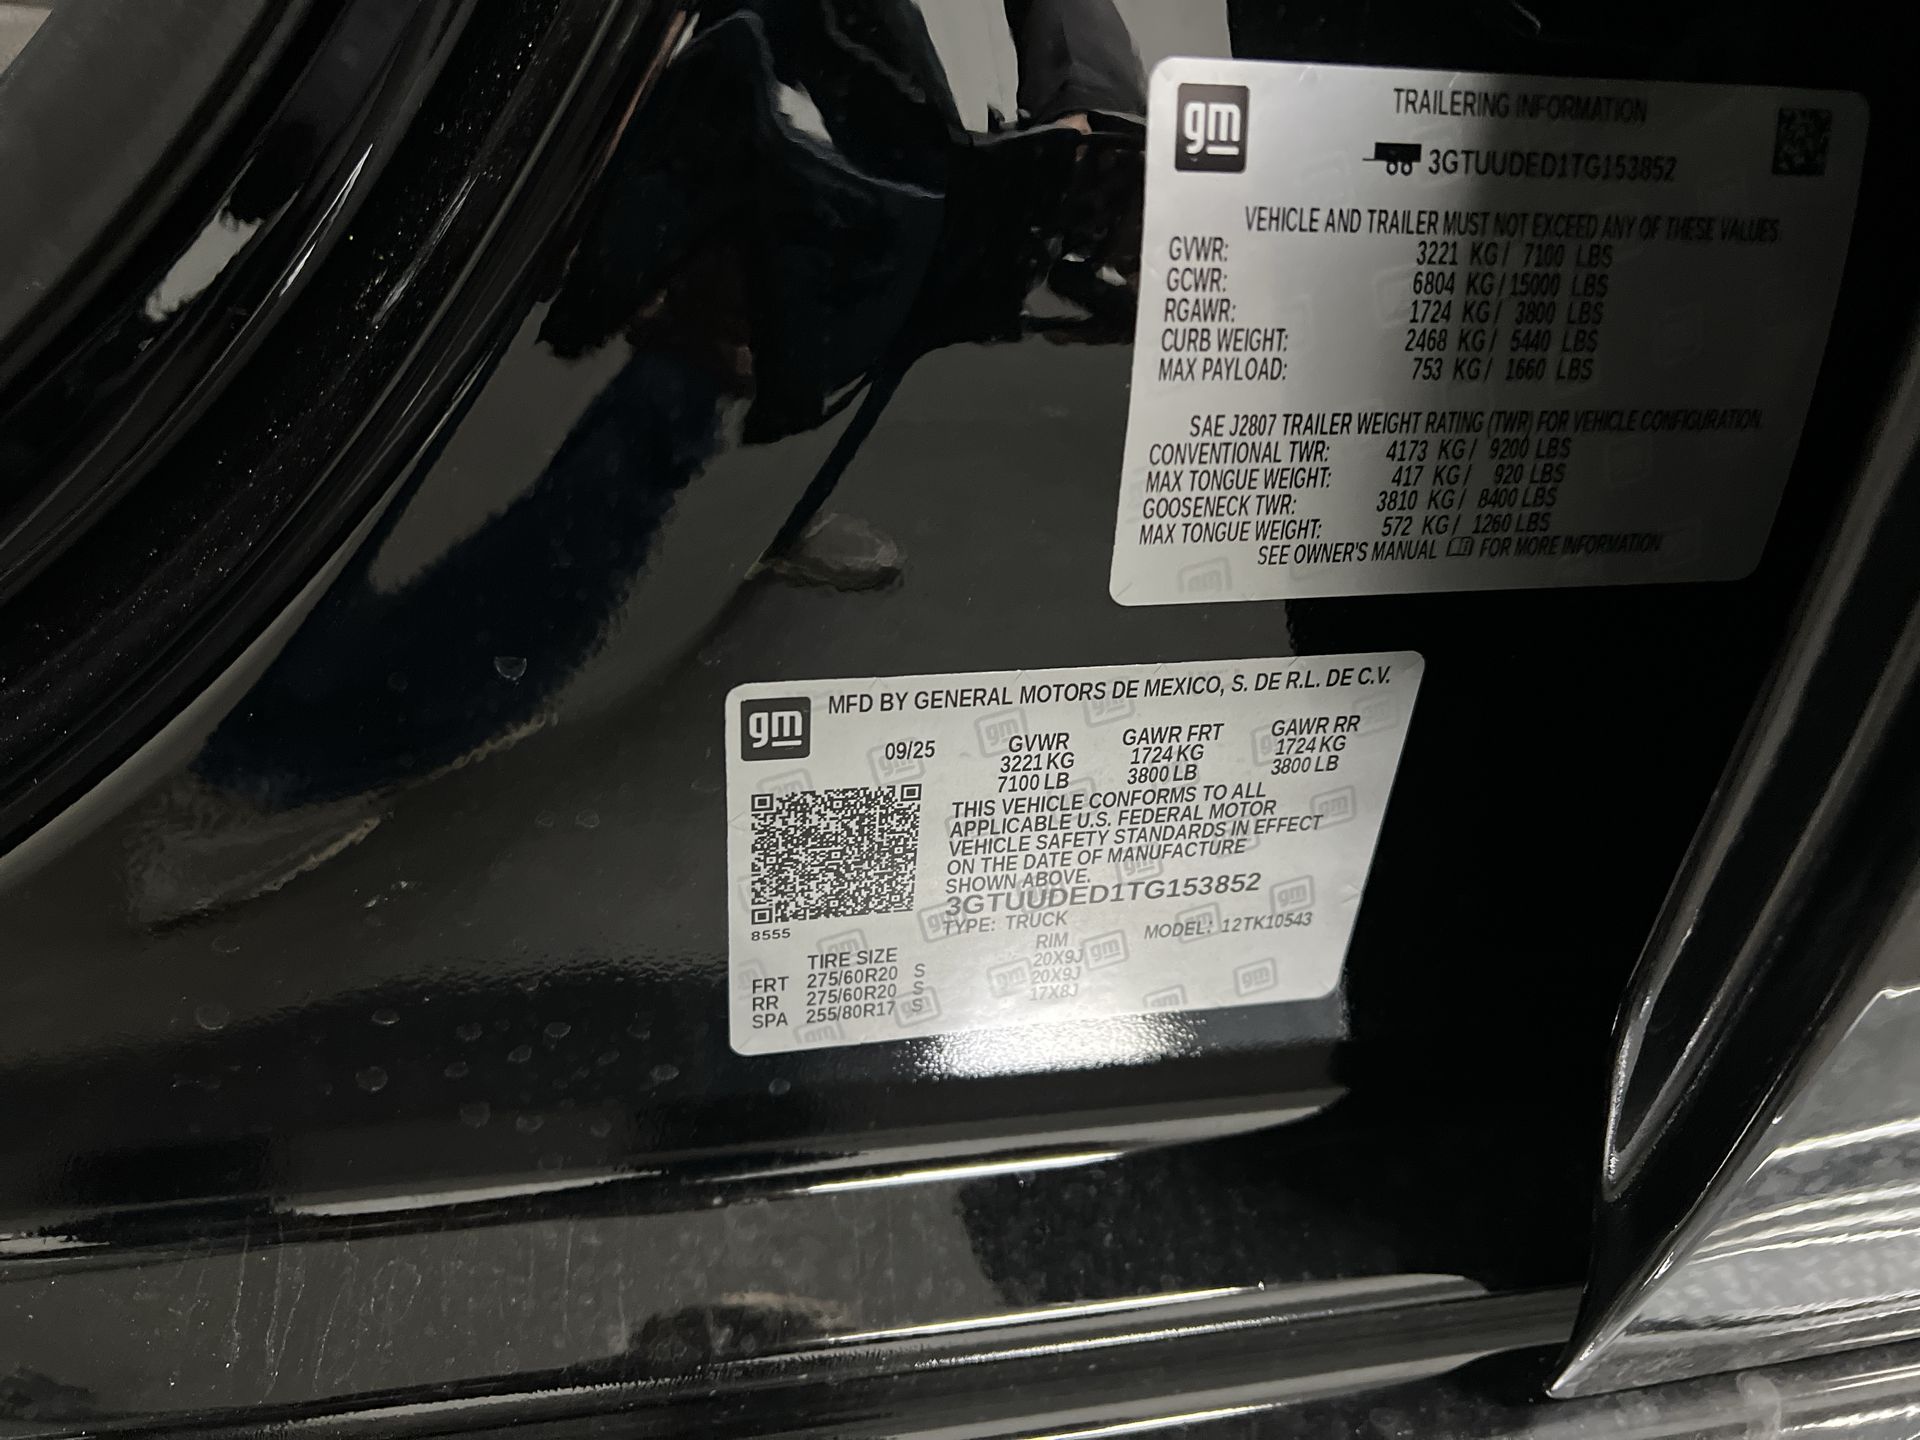 gm
TRAILERING INFORMATION
3GTUUDED1TG153852
VEHICLE AND TRAILER MUST NOT EXCEED ANY OF THESE VALUES.
GVWR: 3221 KG / 7100 LBS
GCWR: 6804 KG / 15000 LBS
RGAWR: 1724 KG / 3800 LBS
CURB WEIGHT: 2468 KG / 5440 LBS
MAX PAYLOAD: 753 KG / 1660 LBS
SAE J2807 TRAILER WEIGHT RATING (TWR) FOR VEHICLE CONFIGURATION.
CONVENTIONAL TWR: 4173 KG / 9200 LBS
MAX TONGUE WEIGHT: 417 KG / 920 LBS
GOOSENECK TWR: 3810 KG / 8400 LBS
MAX TONGUE WEIGHT: 572 KG / 1260 LBS
SEE OWNER'S MANUAL FOR MORE INFORMATION
gm
MFD BY GENERAL MOTORS DE MEXICO, S. DE R.L. DE C.V.
09/25 GVWR GAWR FRT GAWR RR
3221 KG 1724 KG 1724 KG
7100 LB 3800 LB 3800 LB
THIS VEHICLE CONFORMS TO ALL
APPLICABLE U.S. FEDERAL MOTOR
VEHICLE SAFETY STANDARDS IN EFFECT
ON THE DATE OF MANUFACTURE
SHOWN ABOVE.
3GTUUDED1TG153852
TYPE: TRUCK MODEL: 12TK10543
8555
TIRE SIZE RIM
FRT 275/60R20 S 20X9J
RR 275/60R20 S 20X9J
SPA 255/80R17 S 17X8J